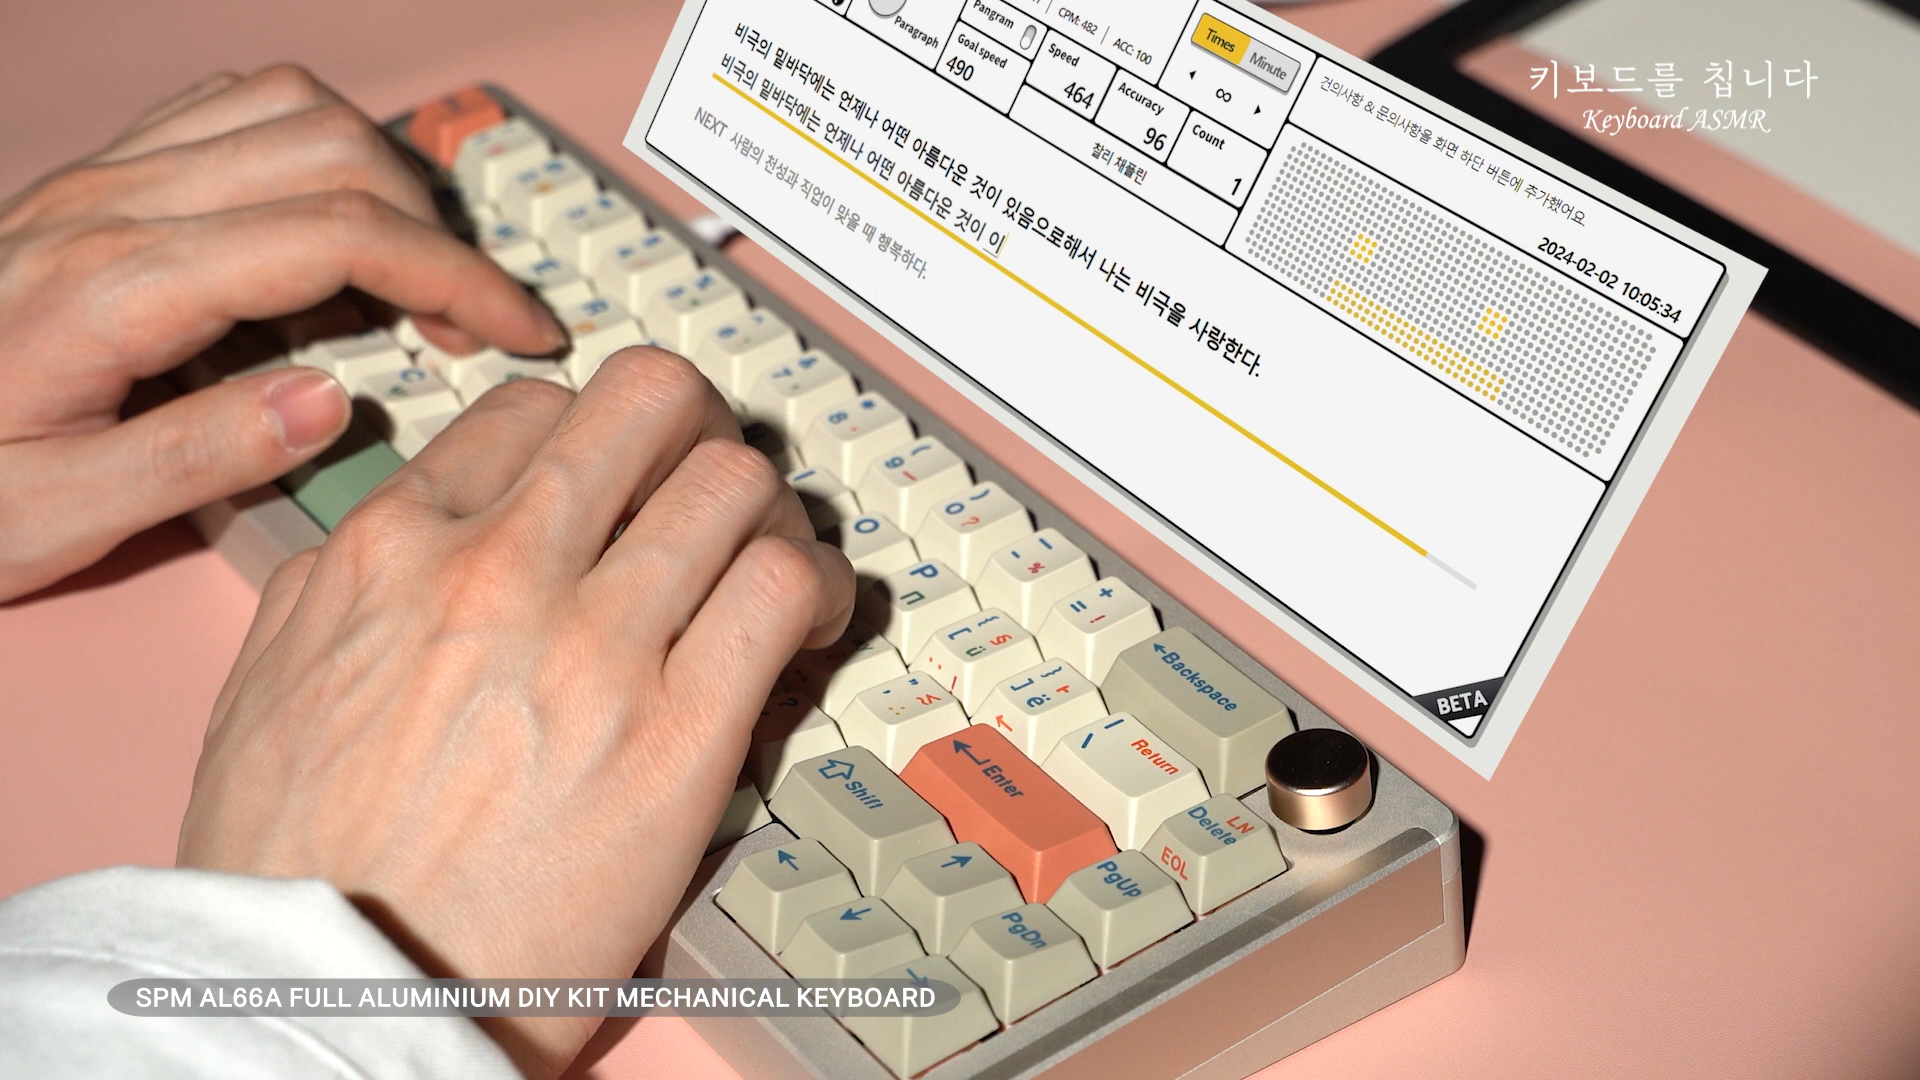 키보드를 칩니다
Keyboard ASMR
CPM: 482
ACC: 100
Times
Minute
∞
건의사항 & 문의사항을 화면 하단 버튼에 추가했어요.
2024-02-02 10:05:34
Paragraph
Pangram
Goal speed
490
Speed
464
Accuracy
96
Count
1
찰리 채플린
비극의 밑바닥에는 언제나 어떤 아름다운 것이 있음으로해서 나는 비극을 사랑한다.
비극의 밑바닥에는 언제나 어떤 아름다운 것이 이
NEXT 사람의 천성과 직업이 맞을 때 행복하다.
BETA
O
P
П
←Backspace
Return
Enter
Shift
Delete
LN
EOL
PgUp
PgDn
SPM AL66A FULL ALUMINIUM DIY KIT MECHANICAL KEYBOARD